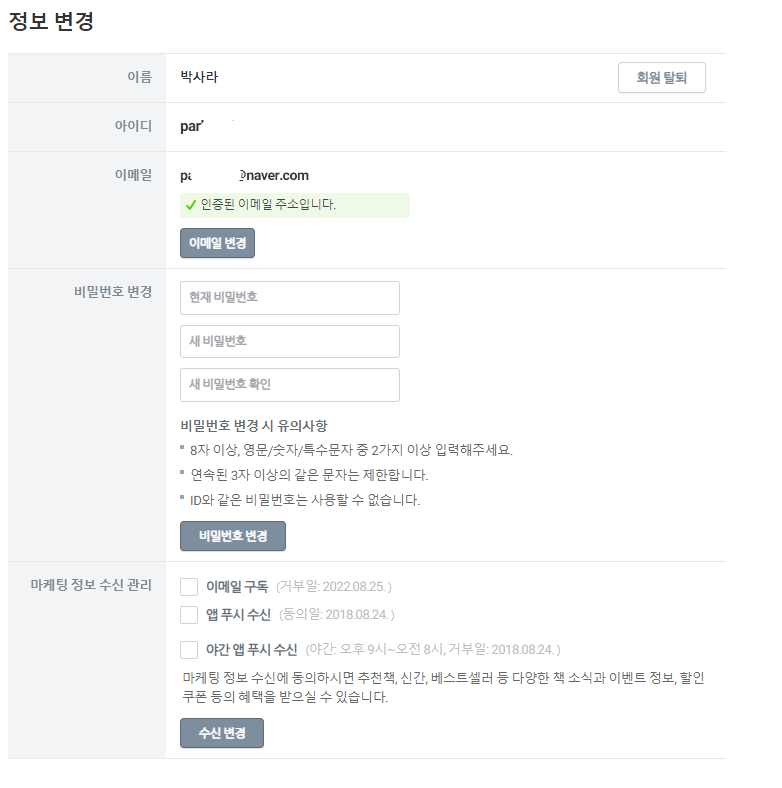 정보 변경
이름 박사라 회원 탈퇴
아이디 par
이메일 pa @naver.com
인증된 이메일 주소입니다.
이메일 변경
비밀번호 변경 현재 비밀번호
새 비밀번호
새 비밀번호 확인
비밀번호 변경 시 유의사항
8자 이상, 영문/숫자/특수문자 중 2가지 이상 입력해주세요.
연속된 3자 이상의 같은 문자는 제한합니다.
ID와 같은 비밀번호는 사용할 수 없습니다.
비밀번호 변경
마케팅 정보 수신 관리 이메일 구독 (거부일: 2022.08.25. )
앱 푸시 수신 (동의일: 2018.08.24. )
야간 앱 푸시 수신 (야간: 오후 9시~오전 8시, 거부일: 2018.08.24. )
마케팅 정보 수신에 동의하시면 추천책, 신간, 베스트셀러 등 다양한 책 소식과 이벤트 정보, 할인
쿠폰 등의 혜택을 받으실 수 있습니다.
수신 변경